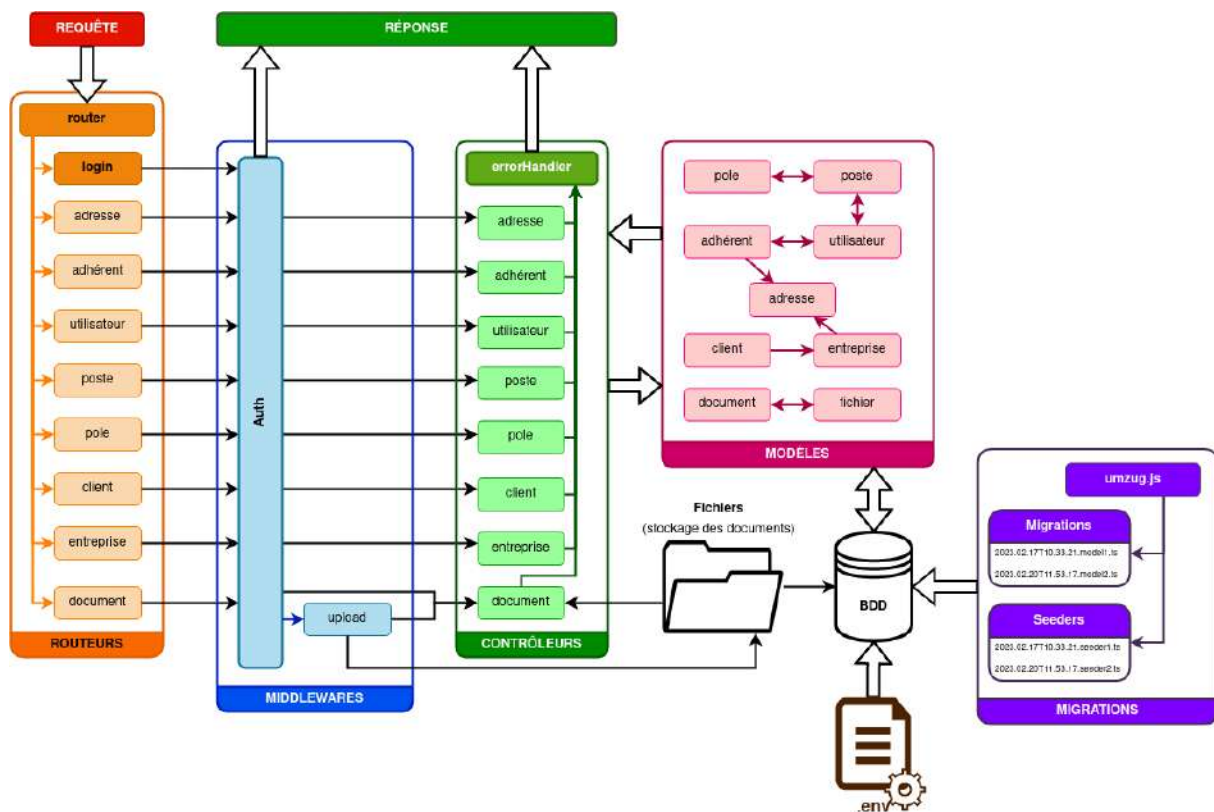 REQUÊTE
RÉPONSE
router
login
adresse
adhérent
utilisateur
poste
pole
client
entreprise
document
ROUTEURS
Auth
upload
MIDDLEWARES
errorHandler
adresse
adhérent
utilisateur
poste
pole
client
entreprise
document
CONTRÔLEURS
pole
poste
adhérent
utilisateur
adresse
client
entreprise
document
fichier
MODÈLES
Fichiers
(stockage des documents)
BDD
.env
umzug.js
Migrations
Seeders
MIGRATIONS